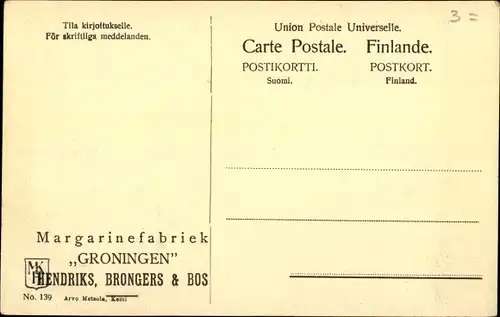 Tila kirjoitukselle.
För skriftliga meddelanden.
3=
Union Postale Universelle.
Carte Postale. Finlande.
POSTIKORTTI. POSTKORT.
Suomi. Finland.
Margarinefabriek
„GRONINGEN"
MK
HENDRIKS, BRONGERS & BOS
No. 139 Arvo Metsola, Kemi